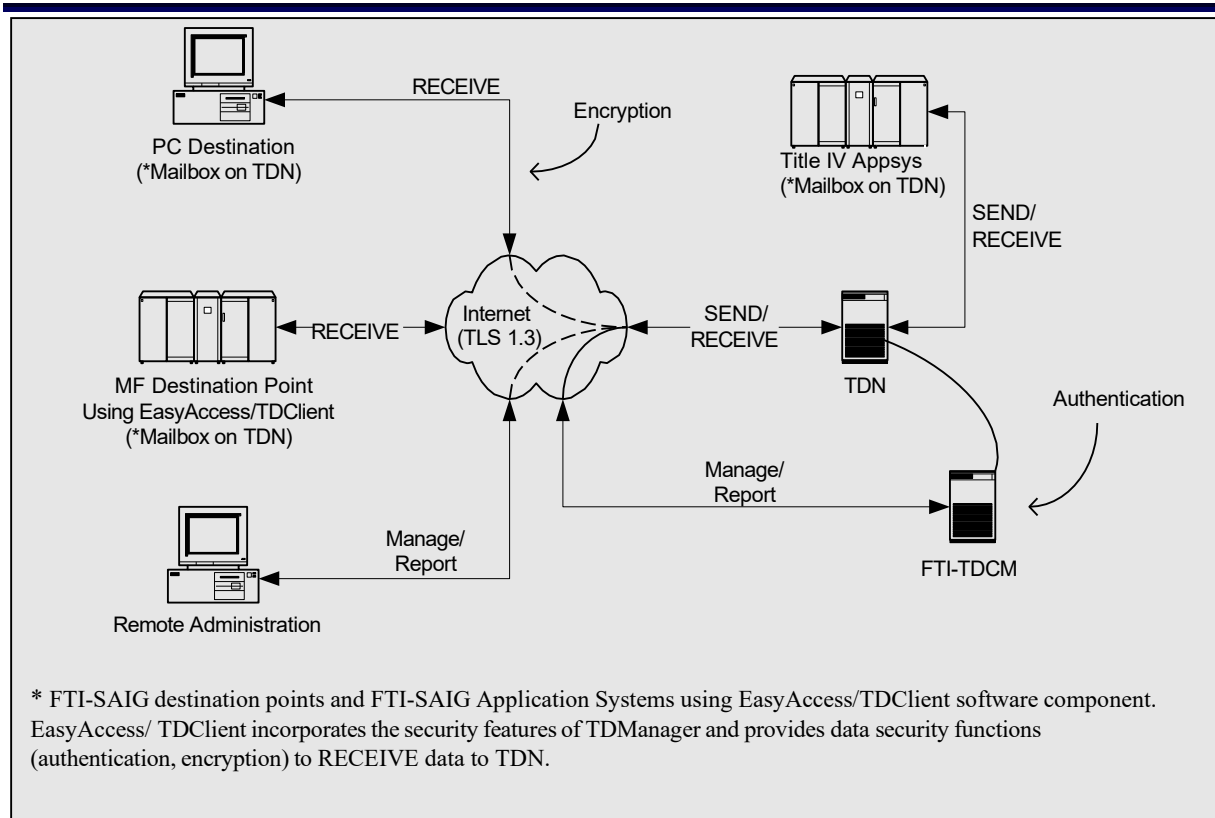 RECEIVE
PC Destination
(*Mailbox on TDN)
Encryption
Title IV Appsys
(*Mailbox on TDN)
SEND/
RECEIVE
RECEIVE
Internet
(TLS 1.3)
SEND/
RECEIVE
MF Destination Point
Using EasyAccess/TDClient
(*Mailbox on TDN)
TDN
Authentication
Manage/
Report
Manage/
Report
FTI-TDCM
Remote Administration
* FTI-SAIG destination points and FTI-SAIG Application Systems using EasyAccess/TDClient software component.
EasyAccess/ TDClient incorporates the security features of TDManager and provides data security functions
(authentication, encryption) to RECEIVE data to TDN.